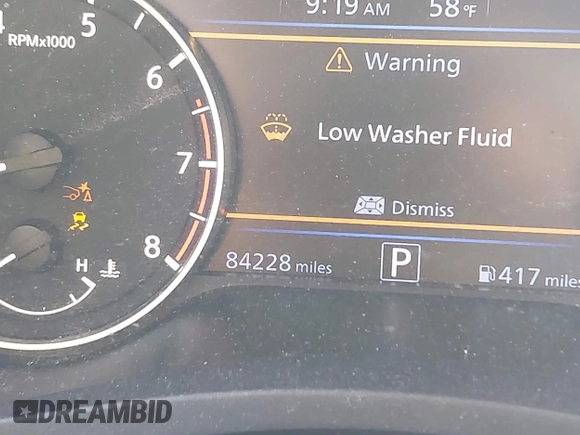 9:19 AM 58 °F
4 5
RPMx1000
6
Warning
Low Washer Fluid
7
Dismiss
8
H
84228 miles P 417 miles
DREAMBID